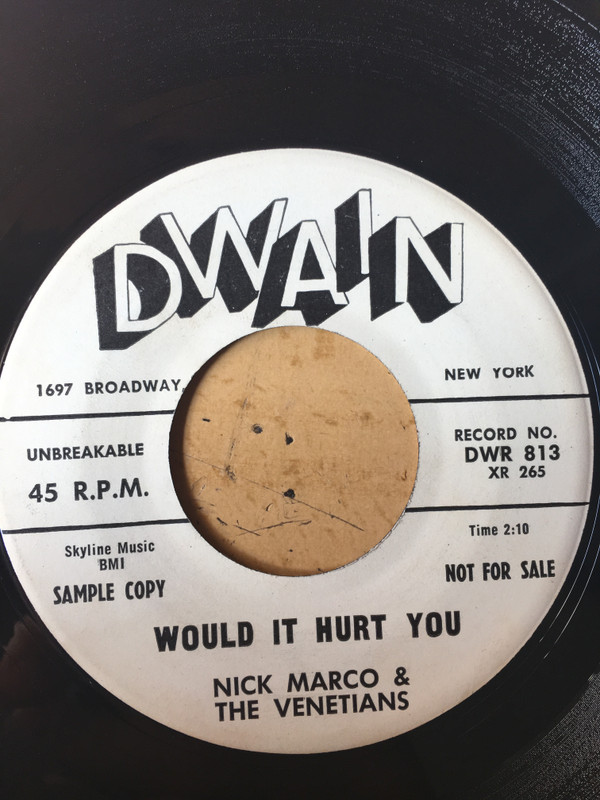 DWAIN
1697 BROADWAY,
NEW YORK
UNBREAKABLE
45 R.P.M.
RECORD NO.
DWR 813
XR 265
Skyline Music
BMI
SAMPLE COPY
Time 2:10
NOT FOR SALE
WOULD IT HURT YOU
NICK MARCO &
THE VENETIANS